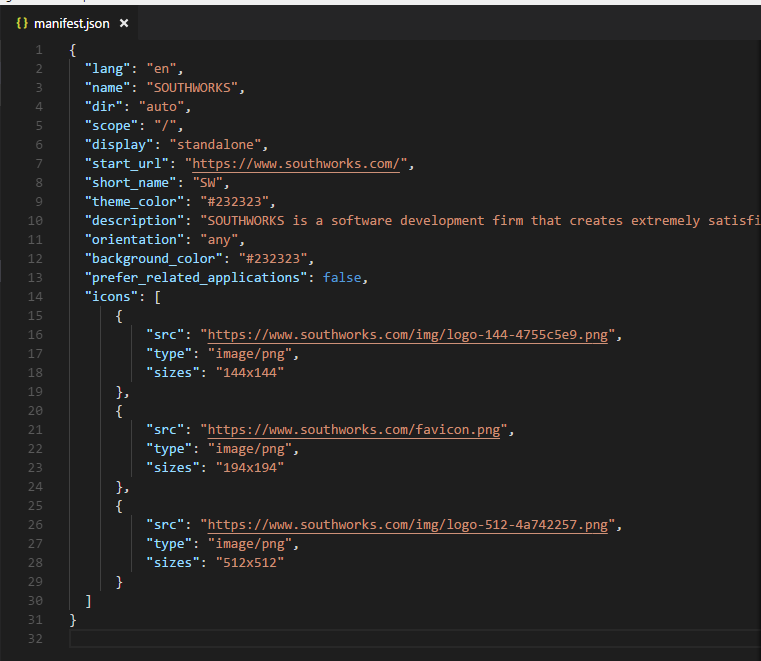 {} manifest.json ×
1 {
2 "lang": "en",
3 "name": "SOUTHWORKS",
4 "dir": "auto",
5 "scope": "/",
6 "display": "standalone",
7 "start_url": "https://www.southworks.com/",
8 "short_name": "SW",
9 "theme_color": "#232323",
10 "description": "SOUTHWORKS is a software development firm that creates extremely satisfi
11 "orientation": "any",
12 "background_color": "#232323",
13 "prefer_related_applications": false,
14 "icons": [
15 {
16 "src": "https://www.southworks.com/img/logo-144-4755c5e9.png",
17 "type": "image/png",
18 "sizes": "144x144"
19 },
20 {
21 "src": "https://www.southworks.com/favicon.png",
22 "type": "image/png",
23 "sizes": "194x194"
24 },
25 {
26 "src": "https://www.southworks.com/img/logo-512-4a742257.png",
27 "type": "image/png",
28 "sizes": "512x512"
29 }
30 ]
31 }
32